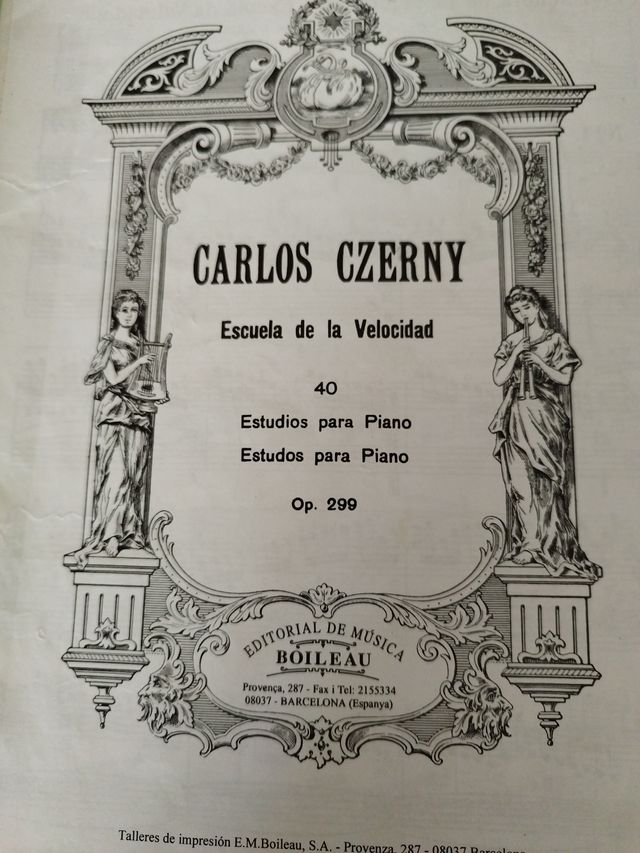 CARLOS CZERNY
Escuela de la Velocidad
40
Estudios para Piano
Estudos para Piano
Op. 299
EDITORIAL DE MÚSICA
BOILEAU
Provença, 287 - Fax i Tel: 2155334
08037 - BARCELONA (Espanya)
Talleres de impresión E.M.Boileau, S.A. - Provenza, 287 - 08037 Barcelona